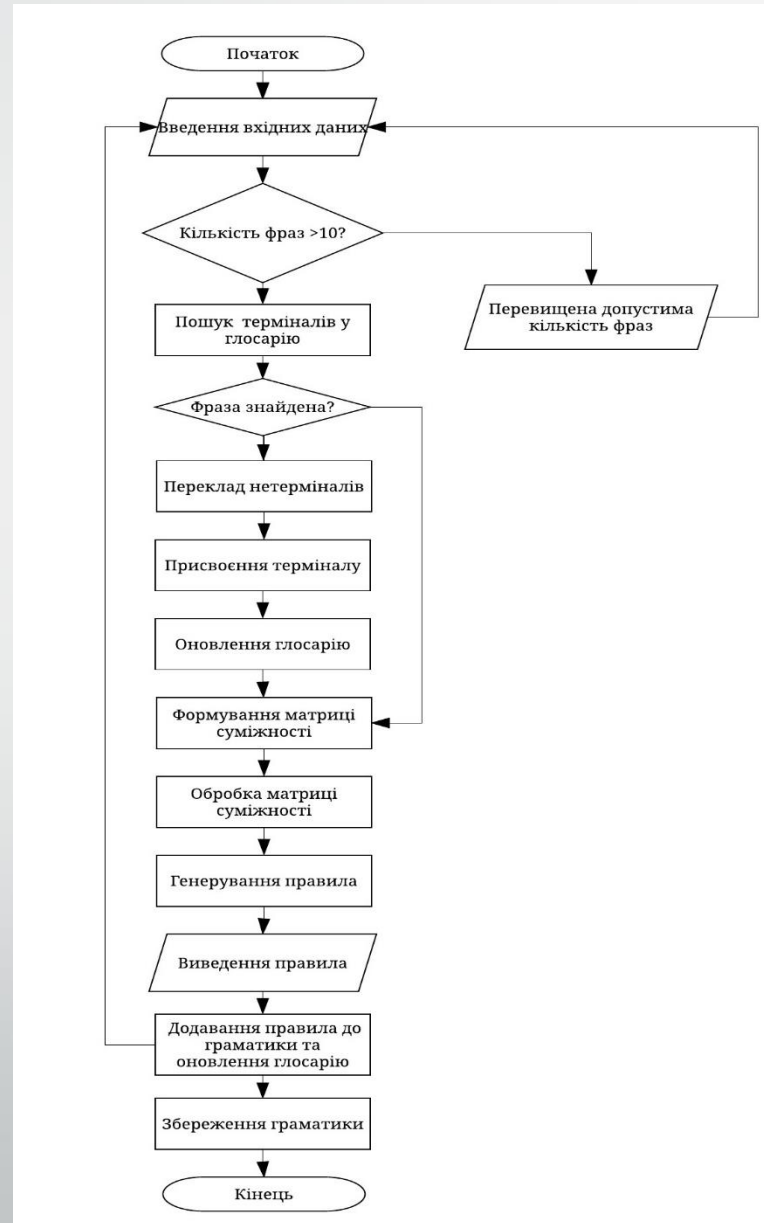 Початок
Введення вхідних даних
Кількість фраз >10?
Перевищена допустима
кількість фраз
Пошук терміналів у
глосарію
Фраза знайдена?
Переклад нетерміналів
Присвоєння терміналу
Оновлення глосарію
Формування матриці
суміжності
Обробка матриці
суміжності
Генерування правила
Виведення правила
Додавання правила до
граматики та
оновлення глосарію
Збереження граматики
Кінець